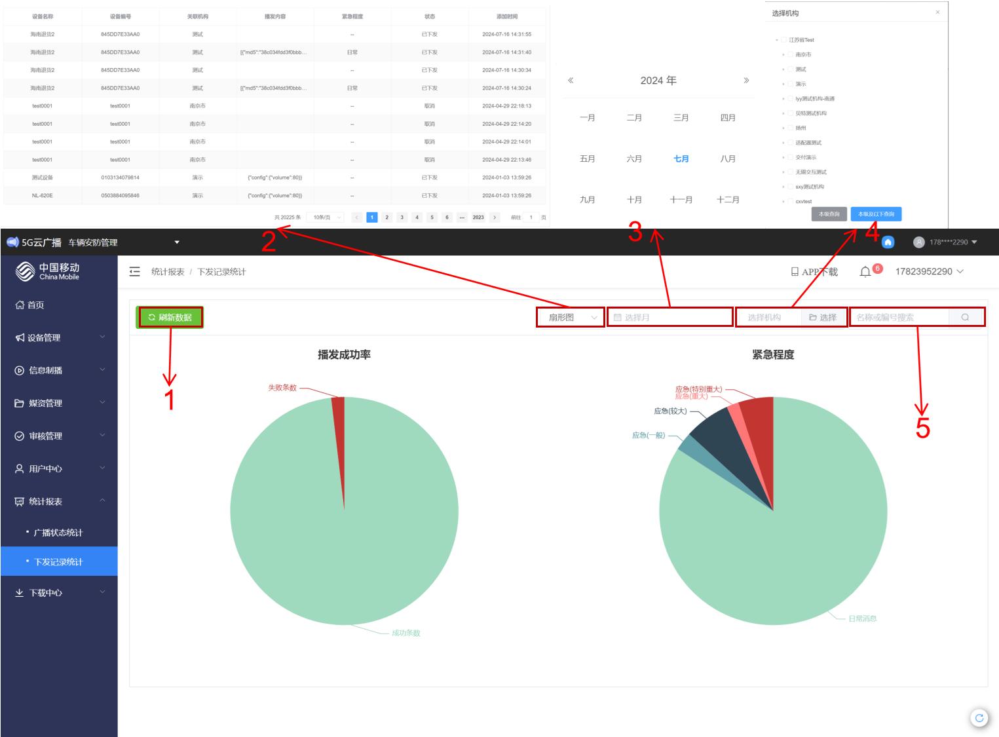 设备名称 设备编号 关联机构 播发内容 紧急程度 状态 添加时间
海南退货2 845DD7E33AA0 测试 -- 已下发 2024-07-16 14:31:55
海南退货2 845DD7E33AA0 测试 [{"md5":"38c034fdd3f0bbb... 日常 已下发 2024-07-16 14:31:40
海南退货2 845DD7E33AA0 测试 -- 已下发 2024-07-16 14:30:34
海南退货2 845DD7E33AA0 测试 [{"md5":"38c034fdd3f0bbb... 日常 已下发 2024-07-16 14:30:24
test0001 test0001 南京市 -- 取消 2024-04-29 22:18:13
test0001 test0001 南京市 -- 取消 2024-04-29 22:14:20
test0001 test0001 南京市 -- 取消 2024-04-29 22:14:01
test0001 test0001 南京市 -- 取消 2024-04-29 22:13:46
测试设备 0103134079814 演示 {"config":{"volume":80}} -- 已下发 2024-01-03 13:59:26
NL-620E 0503884095846 演示 {"config":{"volume":80}} -- 已下发 2024-01-03 13:59:26
共 20225 条 10条/页 < 1 2 3 4 5 6 ... 2023 > 前往 1 页
« 2024 年 »
一月 二月 三月 四月
五月 六月 七月 八月
九月 十月 十一月 十二月
选择机构 ×
江苏省Test
南京市
测试
演示
lyy测试机构-南通
贝特测试机构
扬州
适配器测试
交付演示
无锡交互测试
sxy测试机构
cxvtest
本级查询 本级及以下查询
2 3 4
5G云广播 车辆安防管理 178****2290
中国移动
China Mobile
统计报表 / 下发记录统计 APP下载 6 17823952290
首页
设备管理
信息制播
媒资管理
审核管理
用户中心
统计报表
广播状态统计
下发记录统计
下载中心
刷新数据 扇形图 选择月 选择机构 选择 名称或编号搜索
1
5
播发成功率
失败条数
成功条数
紧急程度
应急(特别重大)
应急(重大)
应急(较大)
应急(一般)
日常消息